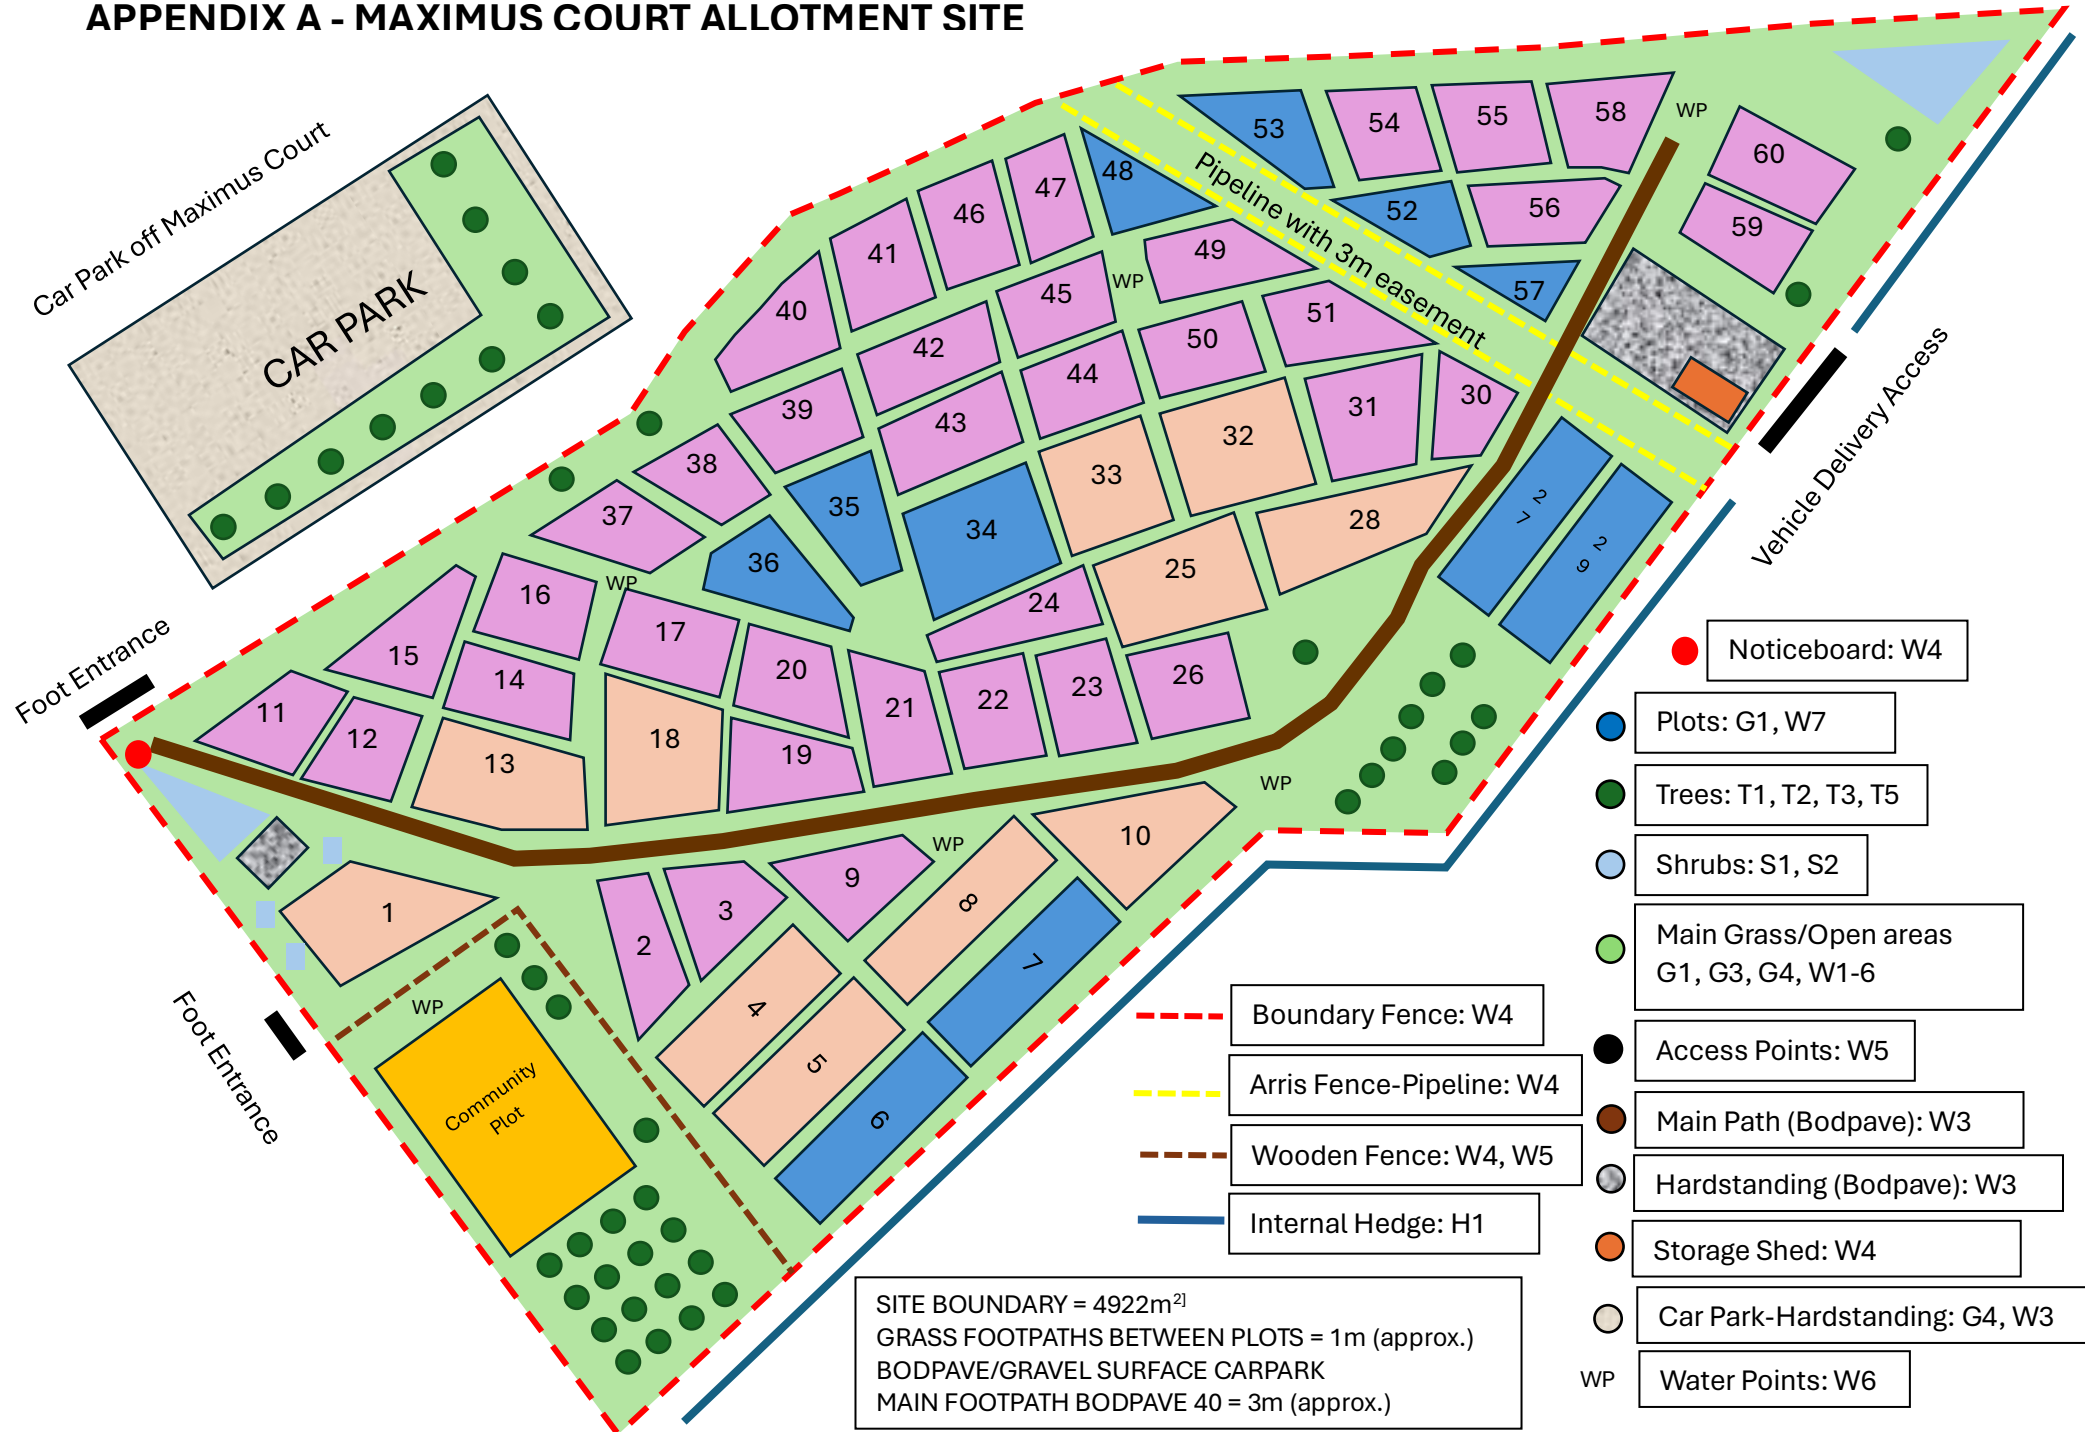 APPENDIX A - MAXIMUS COURT ALLOTMENT SITE
Car Park off Maximus Court
CAR PARK
53
54
55
58
WP
60
59
48
47
46
41
40
Pipeline with 3m easement
52
56
57
49
WP
45
42
51
50
44
39
43
38
31
30
32
33
35
34
37
36
28
27
29
25
24
Vehicle Delivery Access
WP
16
17
15
14
20
21
22
23
26
Foot Entrance
11
12
13
18
19
WP
10
WP
9
8
7
1
2
3
4
5
6
WP
Community
Plot
Foot Entrance
Noticeboard: W4
Plots: G1, W7
Trees: T1, T2, T3, T5
Shrubs: S1, S2
Main Grass/Open areas
G1, G3, G4, W1-6
Access Points: W5
Main Path (Bodpave): W3
Hardstanding (Bodpave): W3
Storage Shed: W4
Car Park-Hardstanding: G4, W3
WP
Water Points: W6
Boundary Fence: W4
Arris Fence-Pipeline: W4
Wooden Fence: W4, W5
Internal Hedge: H1
SITE BOUNDARY = 4922m²]
GRASS FOOTPATHS BETWEEN PLOTS = 1m (approx.)
BODPAVE/GRAVEL SURFACE CARPARK
MAIN FOOTPATH BODPAVE 40 = 3m (approx.)